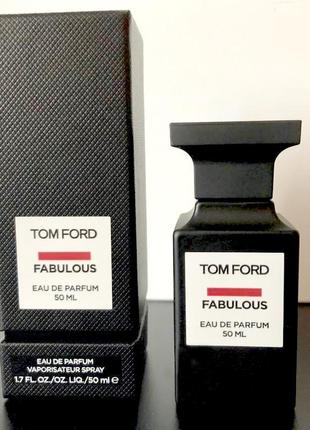 TOM FORD
FABULOUS
EAU DE PARFUM
50 ML
EAU DE PARFUM
VAPORISATEUR SPRAY
1.7 FL.OZ./OZ. LIQ./50 ml ℮
TOM FORD
FABULOUS
EAU DE PARFUM
50 ML